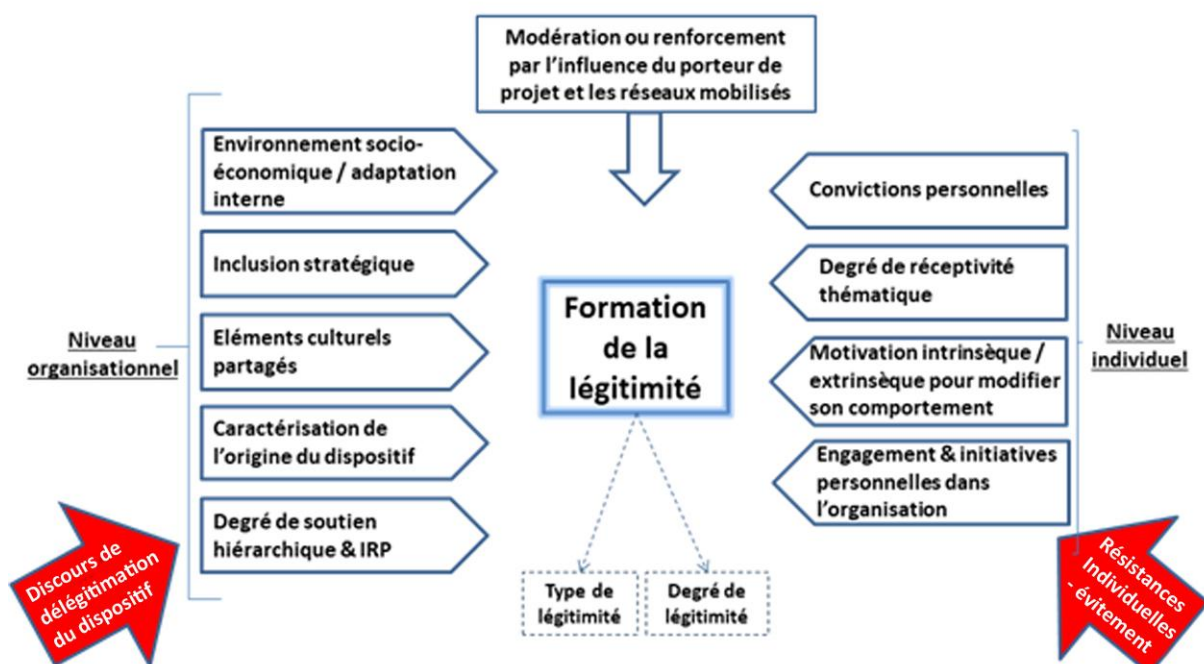 Modération ou renforcement
par l'influence du porteur de
projet et les réseaux mobilisés
Niveau
organisationnel
Environnement socio-
économique / adaptation
interne
Inclusion stratégique
Eléments culturels
partagés
Caractérisation de
l'origine du dispositif
Degré de soutien
hiérarchique & IRP
Formation
de la
légitimité
Type de
légitimité
Degré de
légitimité
Convictions personnelles
Degré de réceptivité
thématique
Motivation intrinsèque /
extrinsèque pour modifier
son comportement
Engagement & initiatives
personnelles dans
l'organisation
Niveau
individuel
Discours de
délégitimation
du dispositif
Résistances
Individuelles
- évitement